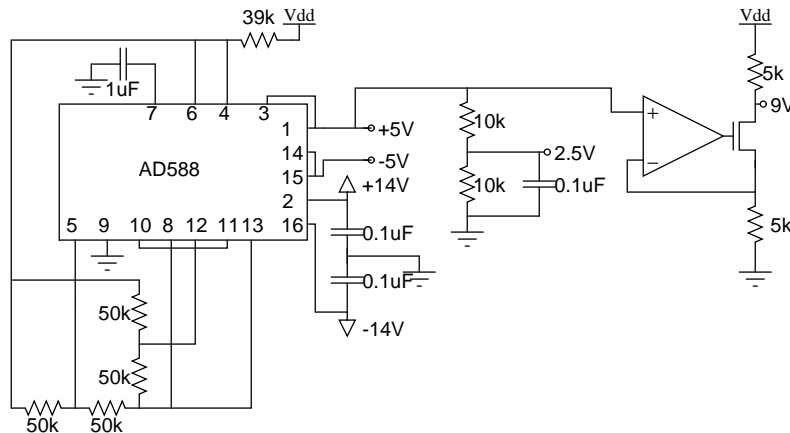 39k
Vdd
Vdd
1uF
7 6 4 3
1
+5V
14
-5V
15
AD588
2
+14V
16
5 9 10 8 12 11 13
0.1uF
0.1uF
-14V
50k
50k
50k
50k
10k
2.5V
10k
0.1uF
+
−
5k
9V
5k